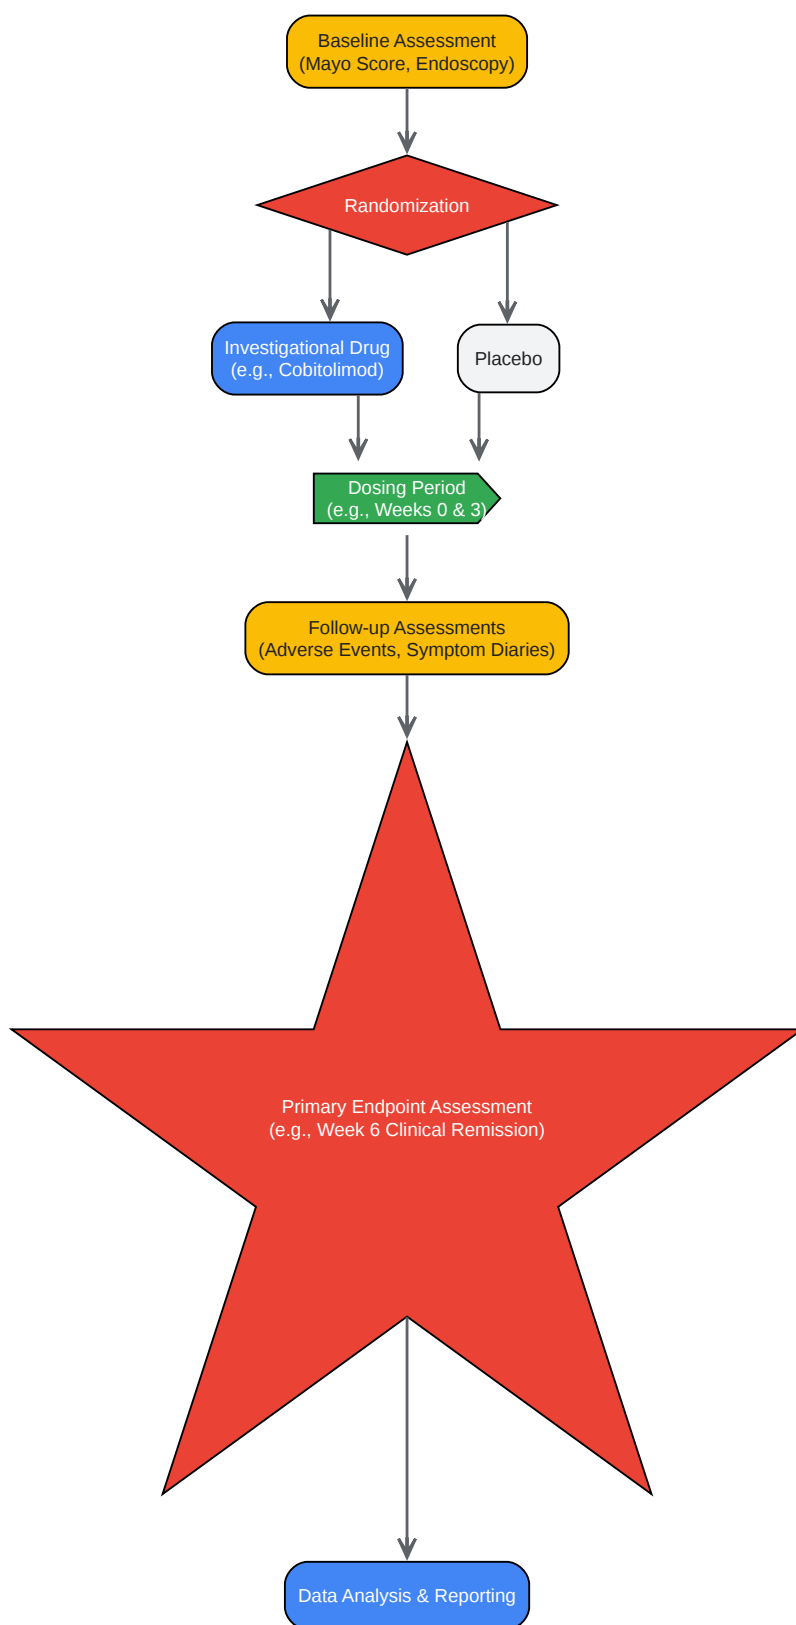 Baseline Assessment
(Mayo Score, Endoscopy)
Randomization
Investigational Drug
(e.g., Cobitolimod)
Placebo
Dosing Period
(e.g., Weeks 0 & 3)
Follow-up Assessments
(Adverse Events, Symptom Diaries)
Primary Endpoint Assessment
(e.g., Week 6 Clinical Remission)
Data Analysis & Reporting